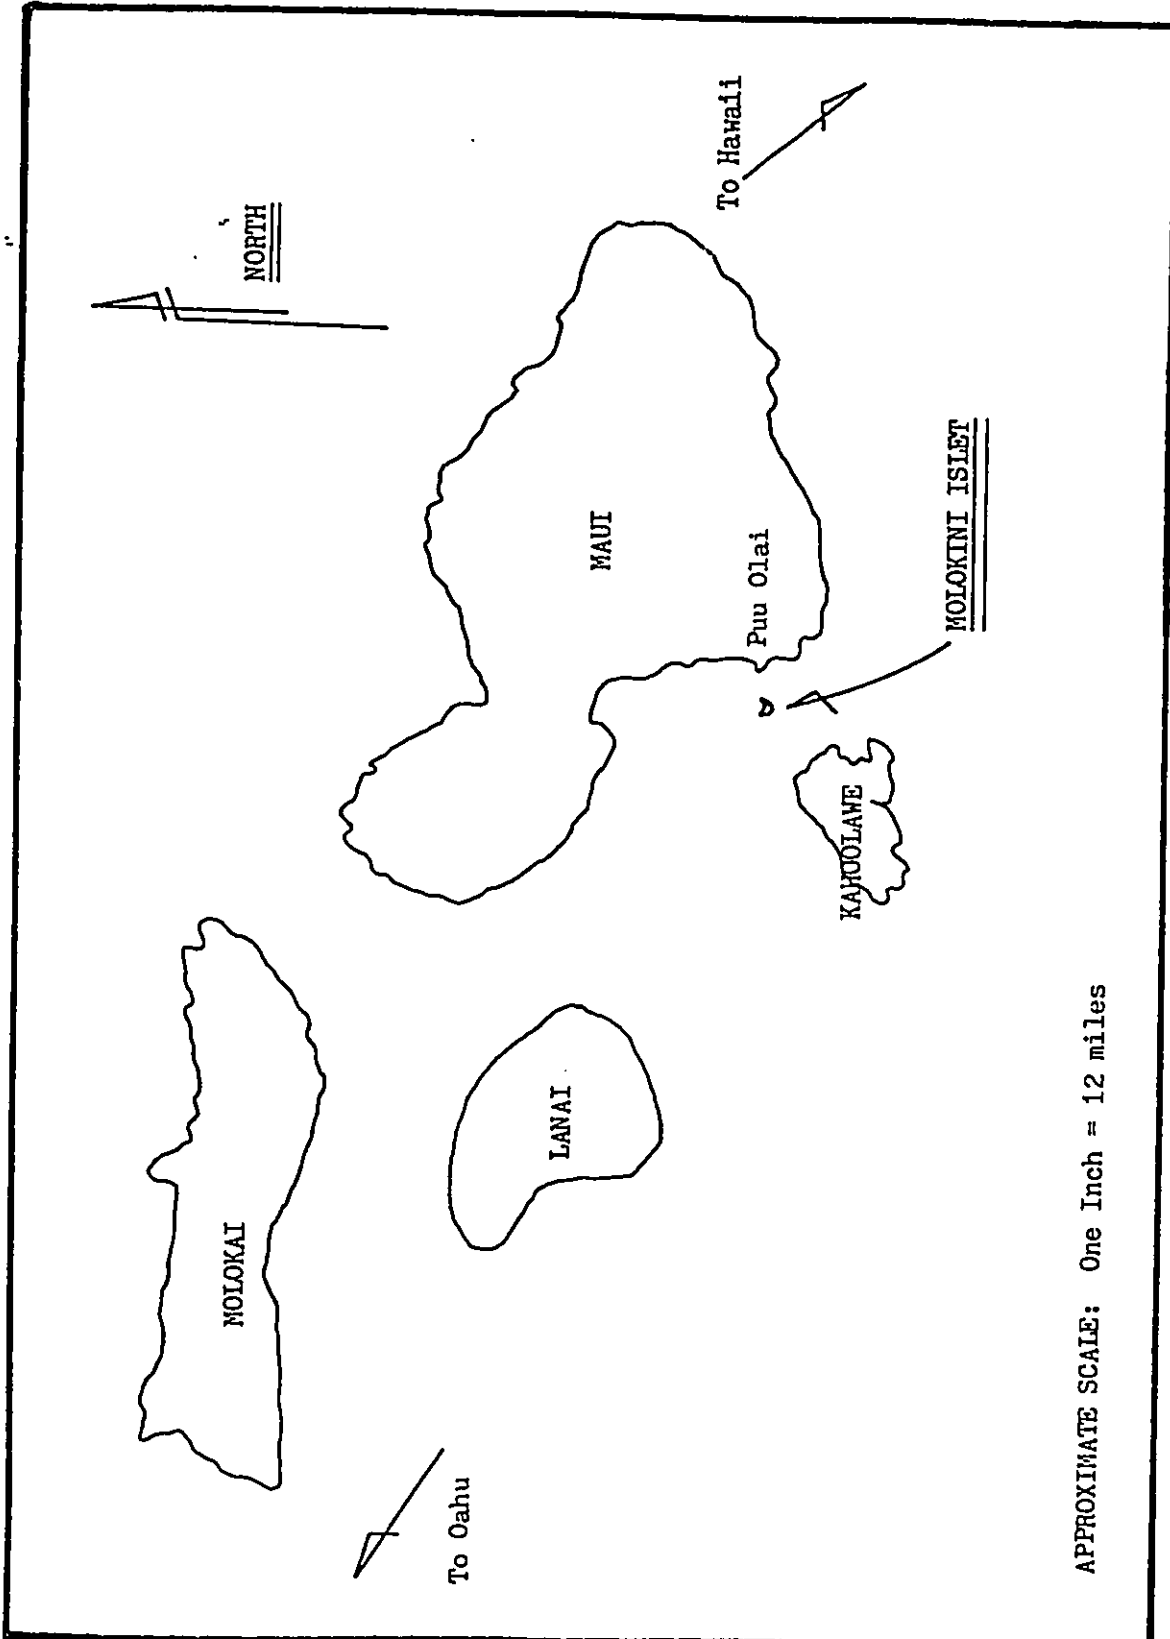 NORTH
To Hawaii
MOLOKAI
MAUI
LANAI
Puu Olai
To Oahu
KAHOOLAWE
MOLOKINI ISLET
APPROXIMATE SCALE: One Inch = 12 miles